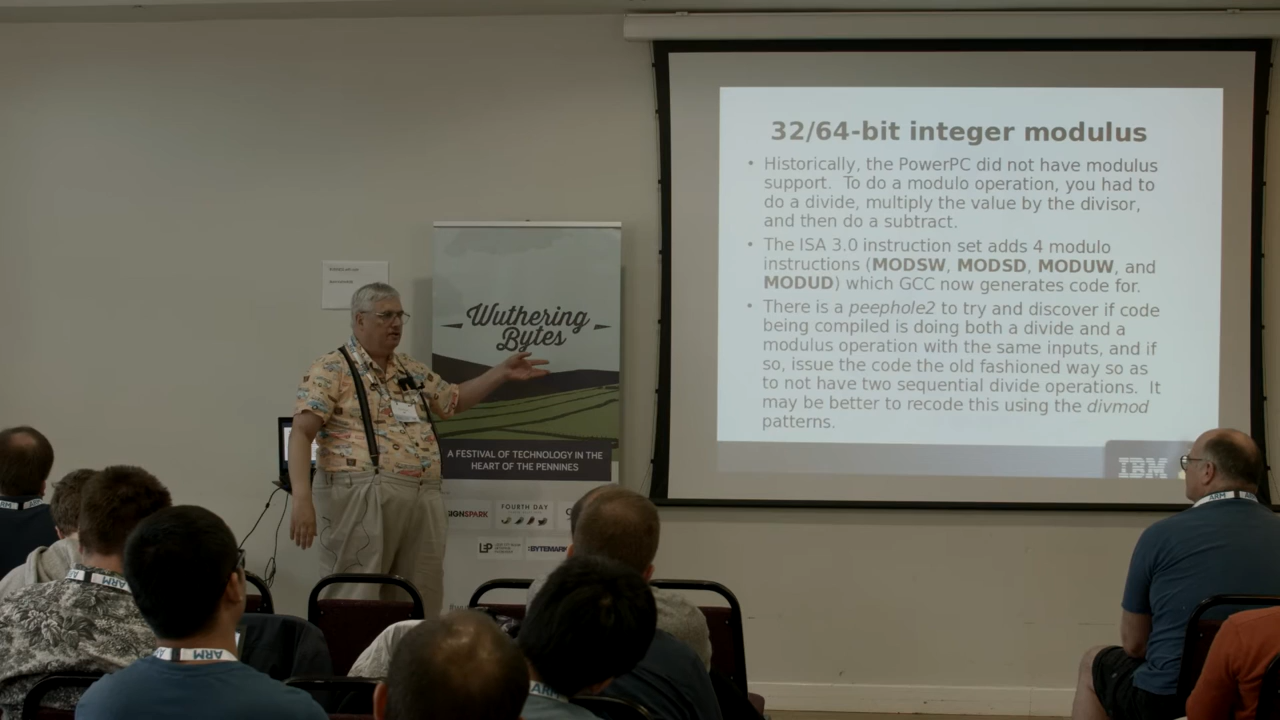 32/64-bit integer modulus
• Historically, the PowerPC did not have modulus
support. To do a modulo operation, you had to
do a divide, multiply the value by the divisor,
and then do a subtract.
• The ISA 3.0 instruction set adds 4 modulo
instructions (MODSW, MODSD, MODUW, and
MODUD) which GCC now generates code for.
• There is a peephole2 to try and discover if code
being compiled is doing both a divide and a
modulus operation with the same inputs, and if
so, issue the code the old fashioned way so as
to not have two sequential divide operations. It
may be better to recode this using the divmod
patterns.
IBM
Wuthering
Bytes
A FESTIVAL OF TECHNOLOGY IN THE
HEART OF THE PENNINES
FOURTH DAY
ARM
ARM
ARM
ARM